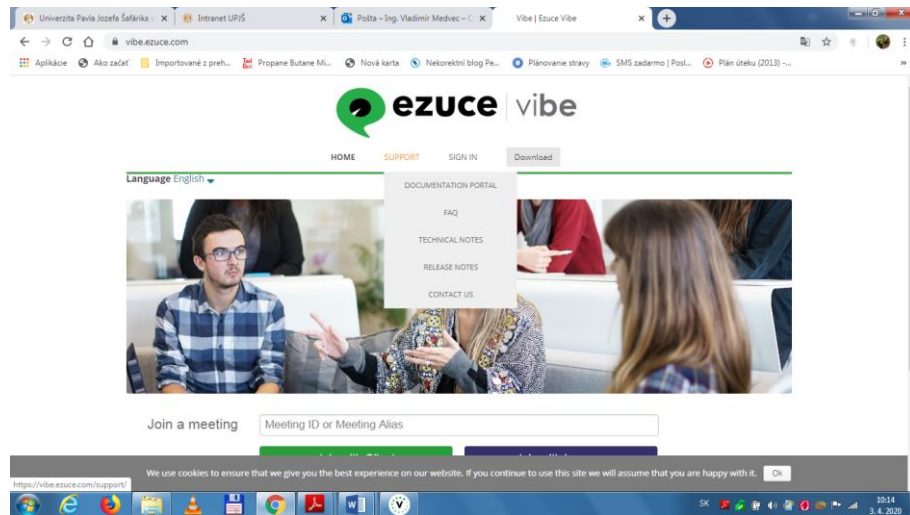 Univerzita Pavla Jozefa Šafárika
Intranet UPJŠ
Pošta – Ing. Vladimír Medvec –
Vibe | Ezuce Vibe
vibe.ezuce.com
Aplikácie
Ako začať
Importované z preh...
Propane Butane Mi...
Nová karta
Nekorektní blog Pe...
Plánovanie stravy
SMS zadarmo | Posl...
Plán úteku (2013) -...
ezuce vibe
HOME SUPPORT SIGN IN Download
Language English
DOCUMENTATION PORTAL
FAQ
TECHNICAL NOTES
RELEASE NOTES
CONTACT US
Join a meeting
Meeting ID or Meeting Alias
We use cookies to ensure that we give you the best experience on our website. If you continue to use this site we will assume that you are happy with it. Ok
https://vibe.ezuce.com/support/
SK
10:14
3. 4. 2020